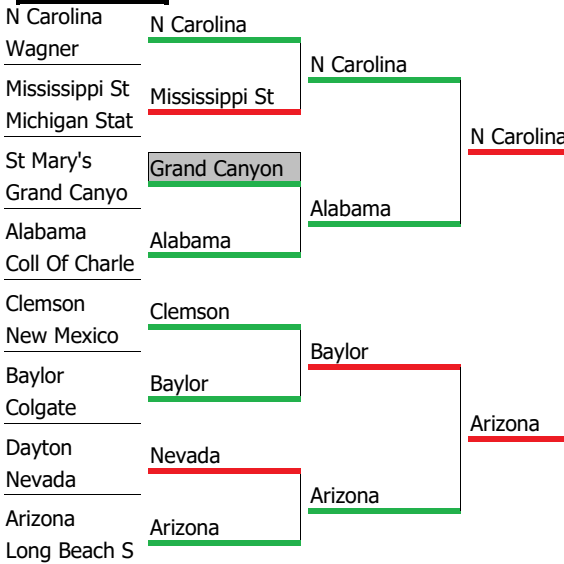 N Carolina
Wagner
Mississippi St
Michigan Stat
St Mary's
Grand Canyo
Alabama
Coll Of Charle
Clemson
New Mexico
Baylor
Colgate
Dayton
Nevada
Arizona
Long Beach S
N Carolina
Mississippi St
Grand Canyon
Alabama
Clemson
Baylor
Nevada
Arizona
N Carolina
Alabama
Baylor
Arizona
N Carolina
Arizona